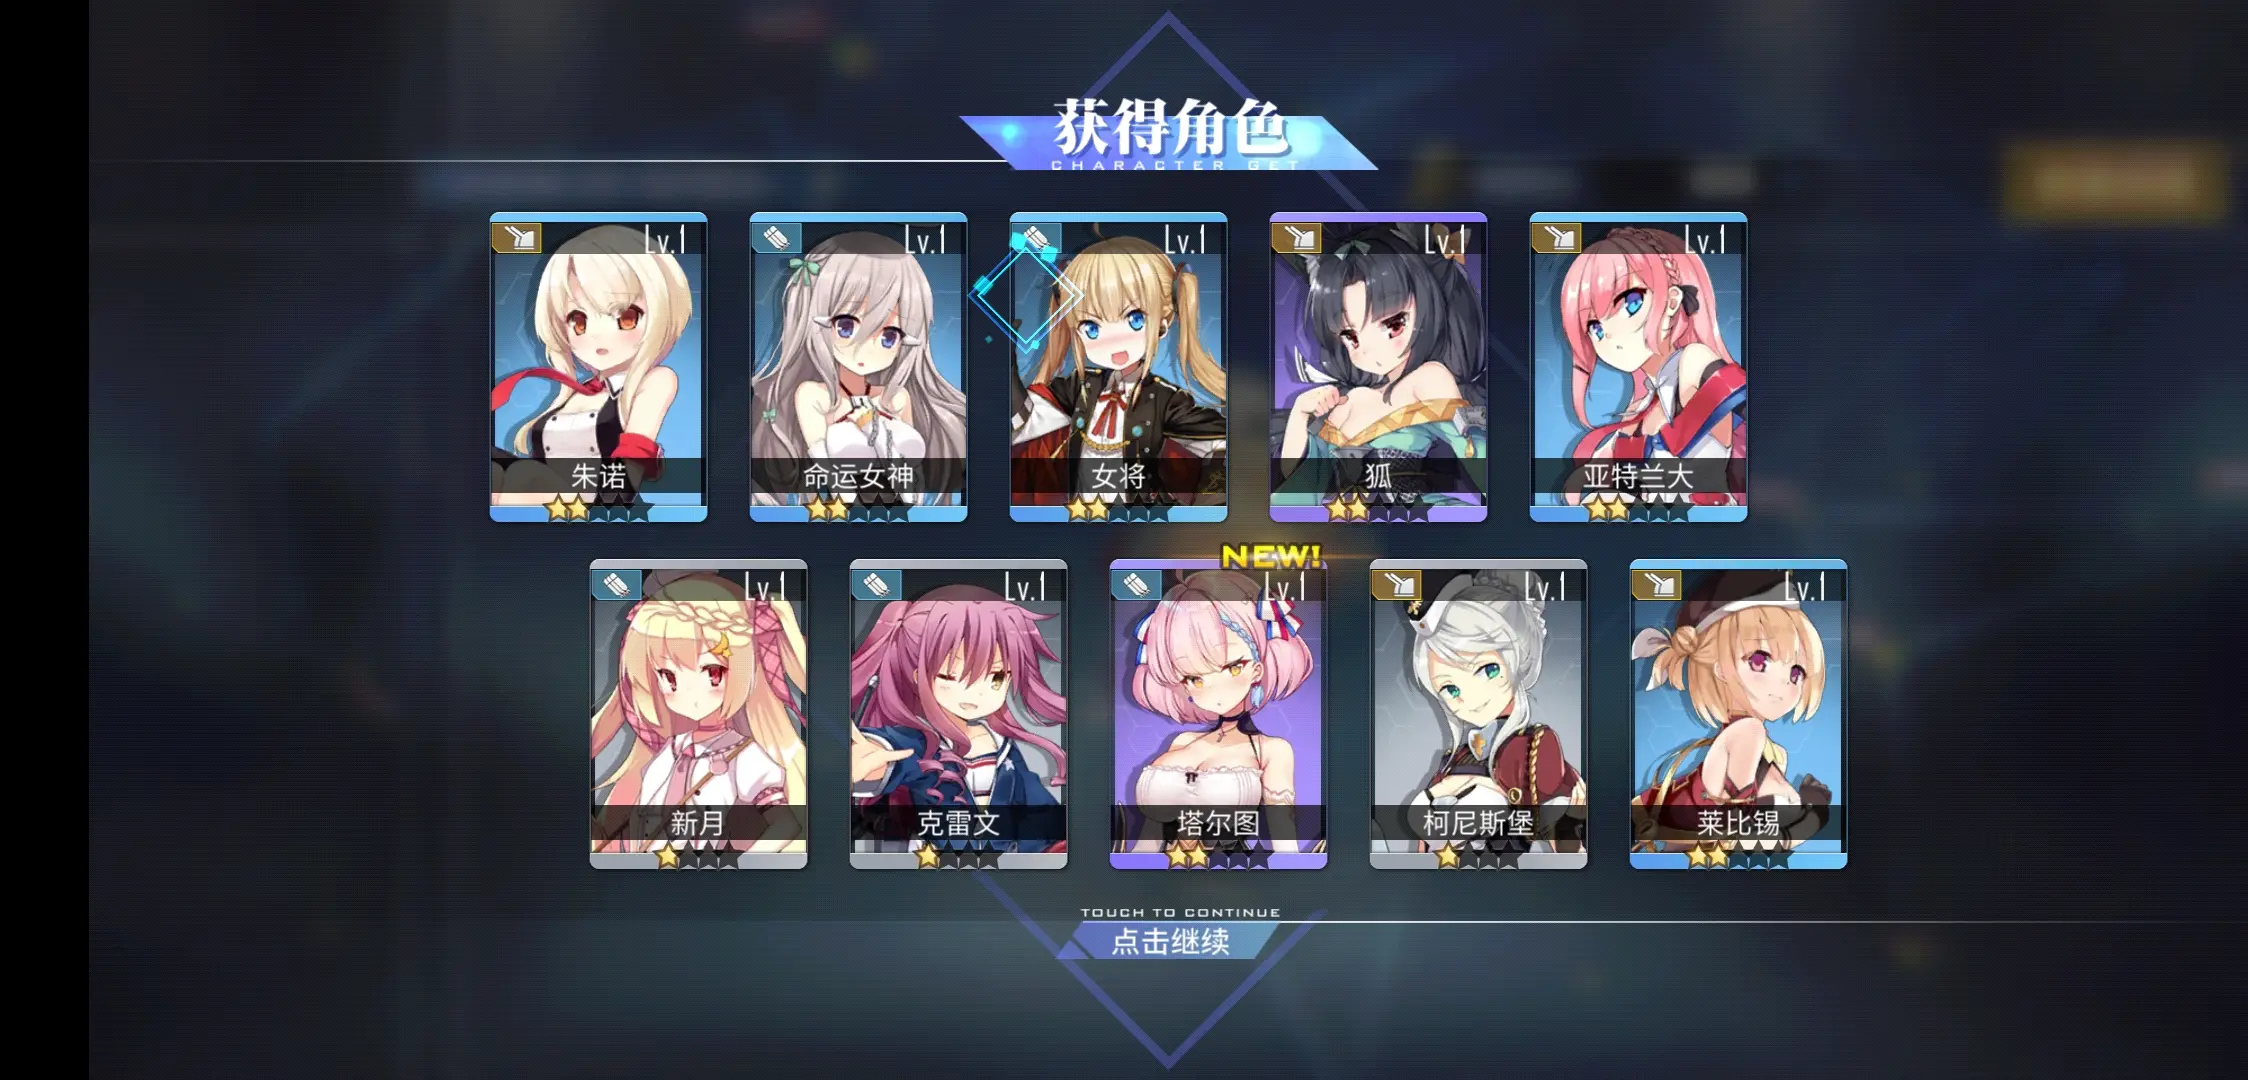 获得角色
CHARACTER GET
Lv.1 Lv.1 Lv.1 Lv.1 Lv.1
朱诺 命运女神 女将 狐 亚特兰大
NEW!
Lv.1 Lv.1 Lv.1 Lv.1 Lv.1
新月 克雷文 塔尔图 柯尼斯堡 莱比锡
TOUCH TO CONTINUE
点击继续